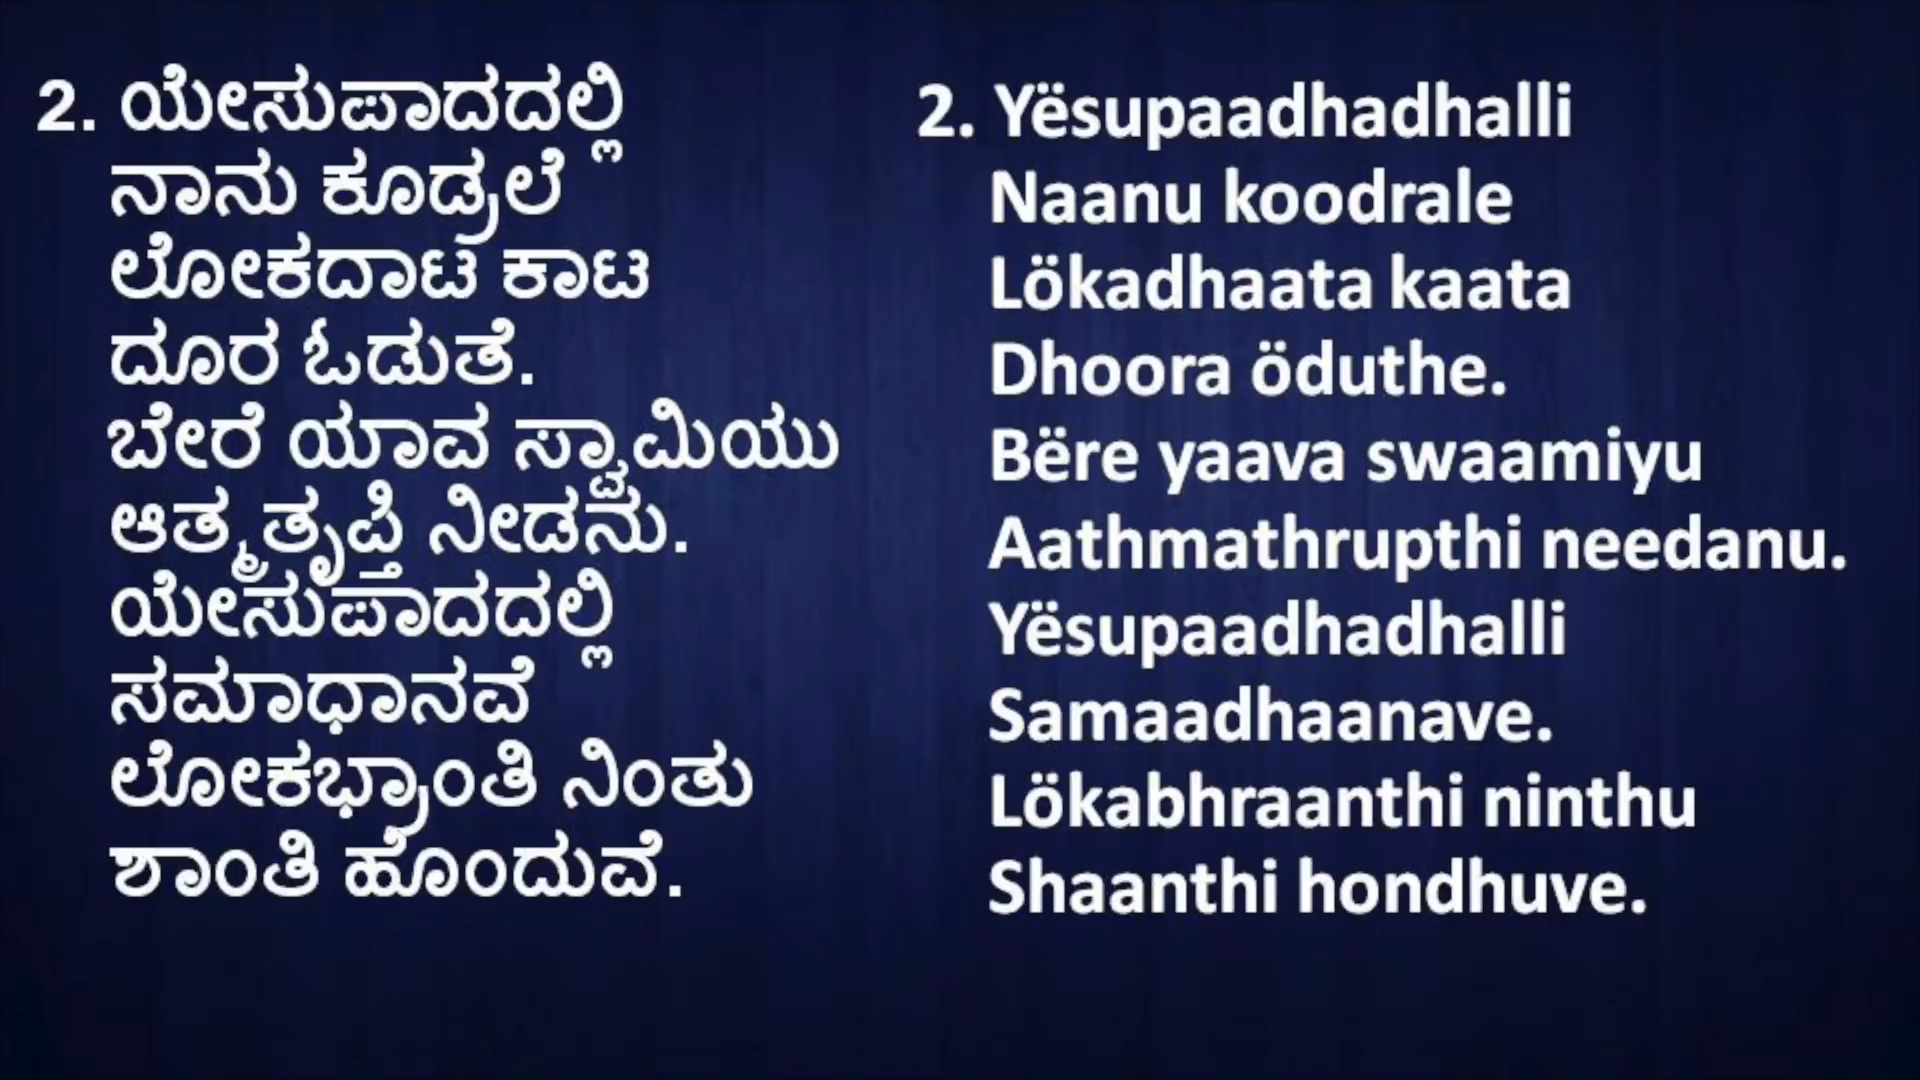 2. ಯೇಸುಪಾದದಲ್ಲಿ
ನಾನು ಕೂಡ್ರಲೆ
ಲೋಕದಾಟ ಕಾಟ
ದೂರ ಓಡುತೆ.
ಬೇರೆ ಯಾವ ಸ್ವಾಮಿಯು
ಆತ್ಮತೃಪ್ತಿ ನೀಡನು.
ಯೇಸುಪಾದದಲ್ಲಿ
ಸಮಾಧಾನವೆ
ಲೋಕಭ್ರಾಂತಿ ನಿಂತು
ಶಾಂತಿ ಹೊಂದುವೆ.
2. Yësupaadhadhalli
Naanu koodrale
Lökadhaata kaata
Dhoora öduthe.
Bëre yaava swaamiyu
Aathmathrupthi needanu.
Yësupaadhadhalli
Samaadhaanave.
Lökabhraanthi ninthu
Shaanthi hondhuve.